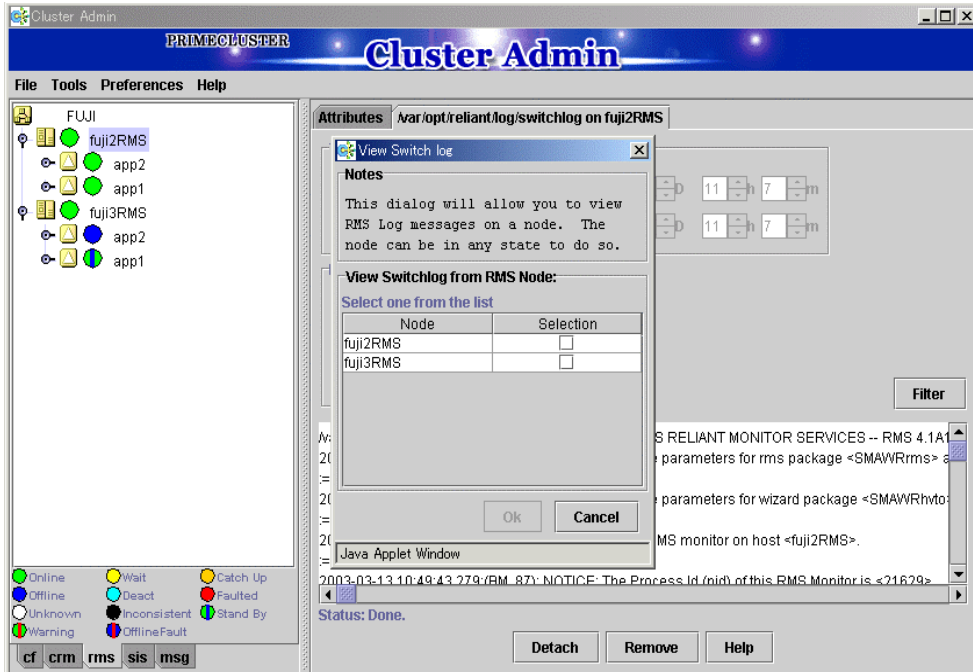 Cluster Admin
PRIMECLUSTER
Cluster Admin
File Tools Preferences Help
FUJI
fuji2RMS
app2
app1
fuji3RMS
app2
app1
Online Wait Catch Up
Offline Deact Faulted
Unknown Inconsistent Stand By
Warning OfflineFault
cf crm rms sis msg
Attributes /var/opt/reliant/log/switchlog on fuji2RMS
D 11 h 7 m
D 11 h 7 m
View Switch log
Notes
This dialog will allow you to view
RMS Log messages on a node. The
node can be in any state to do so.
View Switchlog from RMS Node:
Select one from the list
Node Selection
fuji2RMS
fuji3RMS
Ok Cancel
Java Applet Window
Filter
S RELIANT MONITOR SERVICES -- RMS 4.1A1
parameters for rms package <SMAWRrms> a
parameters for wizard package <SMAWRhvto
MS monitor on host <fuji2RMS>.
2003-03-13 10:49:43.279:(BM, 87): NOTICE: The Process Id (pid) of this RMS Monitor is <21629>
Status: Done.
Detach Remove Help